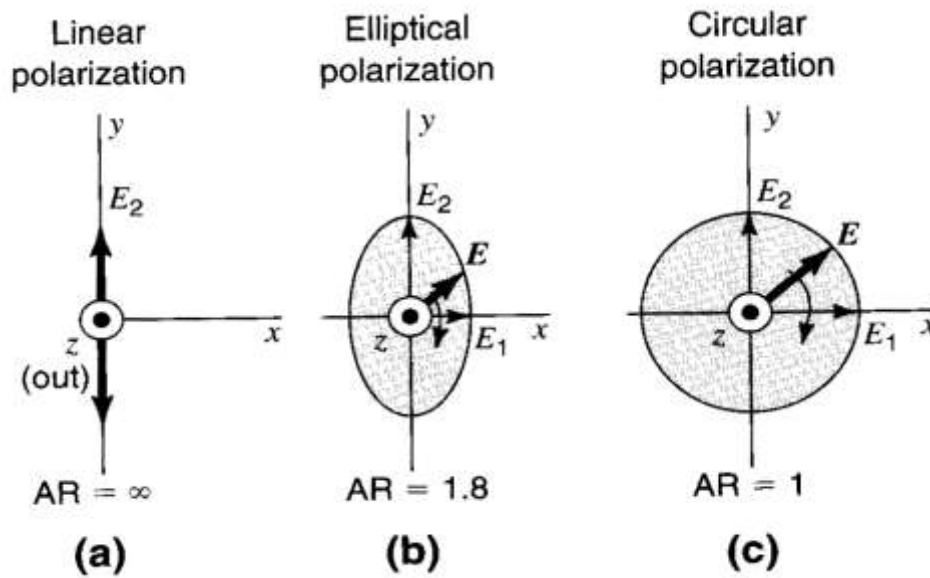 Linear
polarization
y
E2
x
z
(out)
AR = ∞
(a)
Elliptical
polarization
y
E2
E
x
z
E1
AR = 1.8
(b)
Circular
polarization
y
E2
E
x
z
E1
AR = 1
(c)